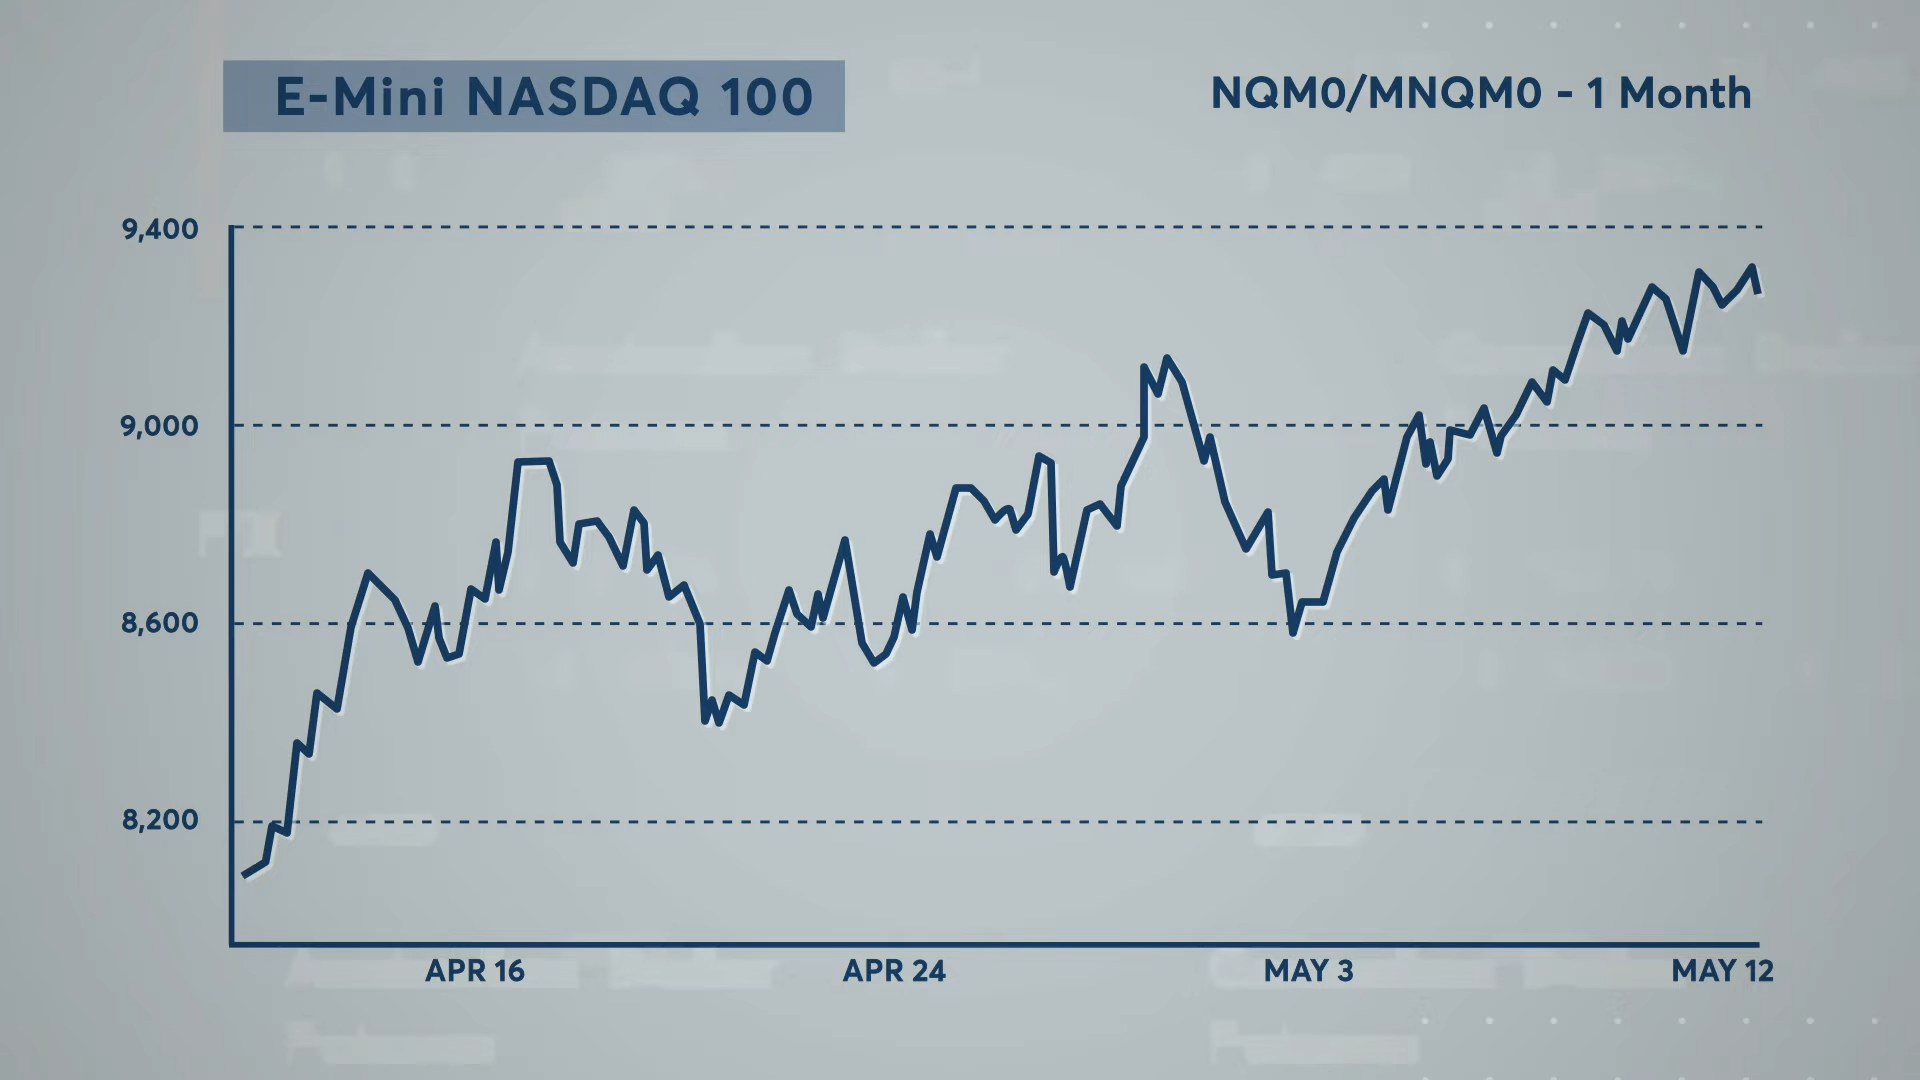 E-Mini NASDAQ 100
NQM0/MNQM0 - 1 Month
9,400
9,000
8,600
8,200
APR 16
APR 24
MAY 3
MAY 12